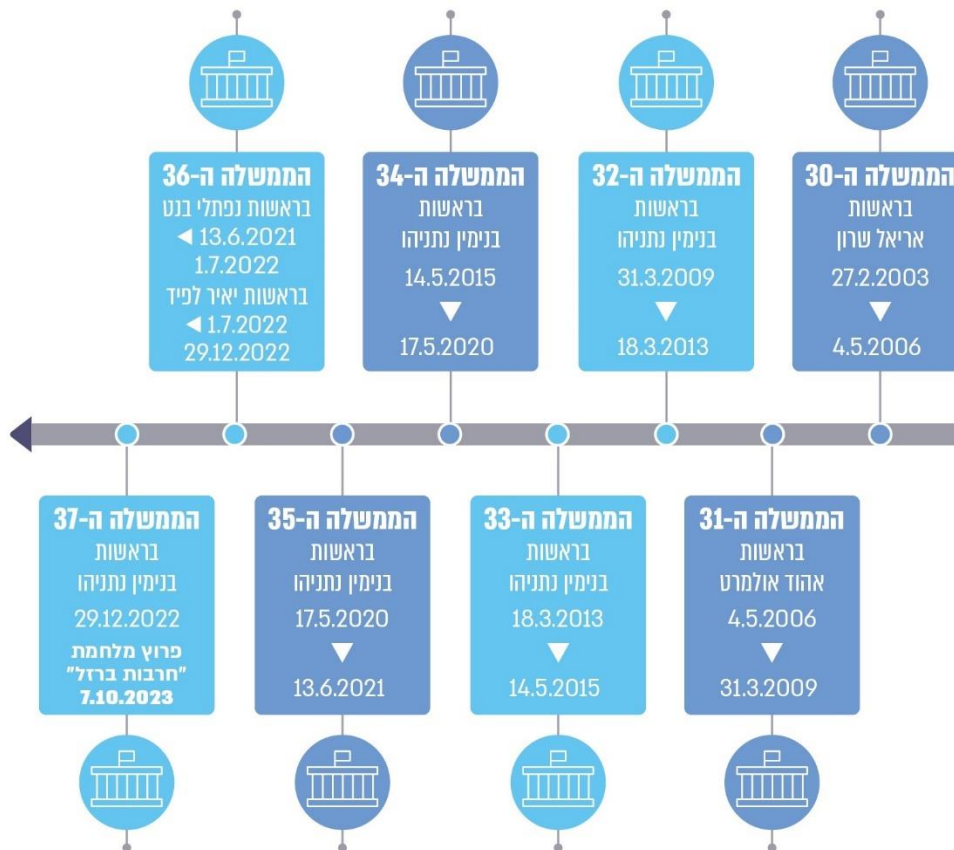 הממשלה ה-30
בראשות
אריאל שרון
27.2.2003
4.5.2006
הממשלה ה-31
בראשות
אהוד אולמרט
4.5.2006
31.3.2009
הממשלה ה-32
בראשות
בנימין נתניהו
31.3.2009
18.3.2013
הממשלה ה-33
בראשות
בנימין נתניהו
18.3.2013
14.5.2015
הממשלה ה-34
בראשות
בנימין נתניהו
14.5.2015
17.5.2020
הממשלה ה-35
בראשות
בנימין נתניהו
17.5.2020
13.6.2021
הממשלה ה-36
בראשות נפתלי בנט
13.6.2021 ◄
1.7.2022
בראשות יאיר לפיד
1.7.2022 ◄
29.12.2022
הממשלה ה-37
בראשות
בנימין נתניהו
29.12.2022
פרוץ מלחמת
"חרבות ברזל"
7.10.2023